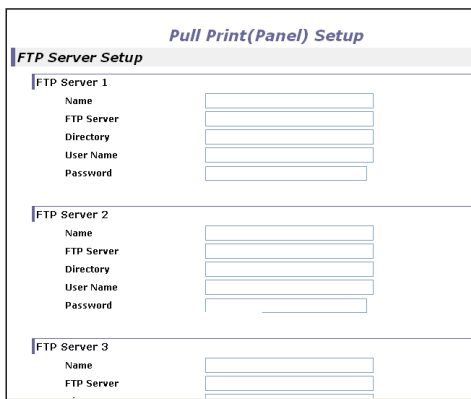 Pull Print(Panel) Setup
FTP Server Setup
FTP Server 1
Name
FTP Server
Directory
User Name
Password
FTP Server 2
Name
FTP Server
Directory
User Name
Password
FTP Server 3
Name
FTP Server